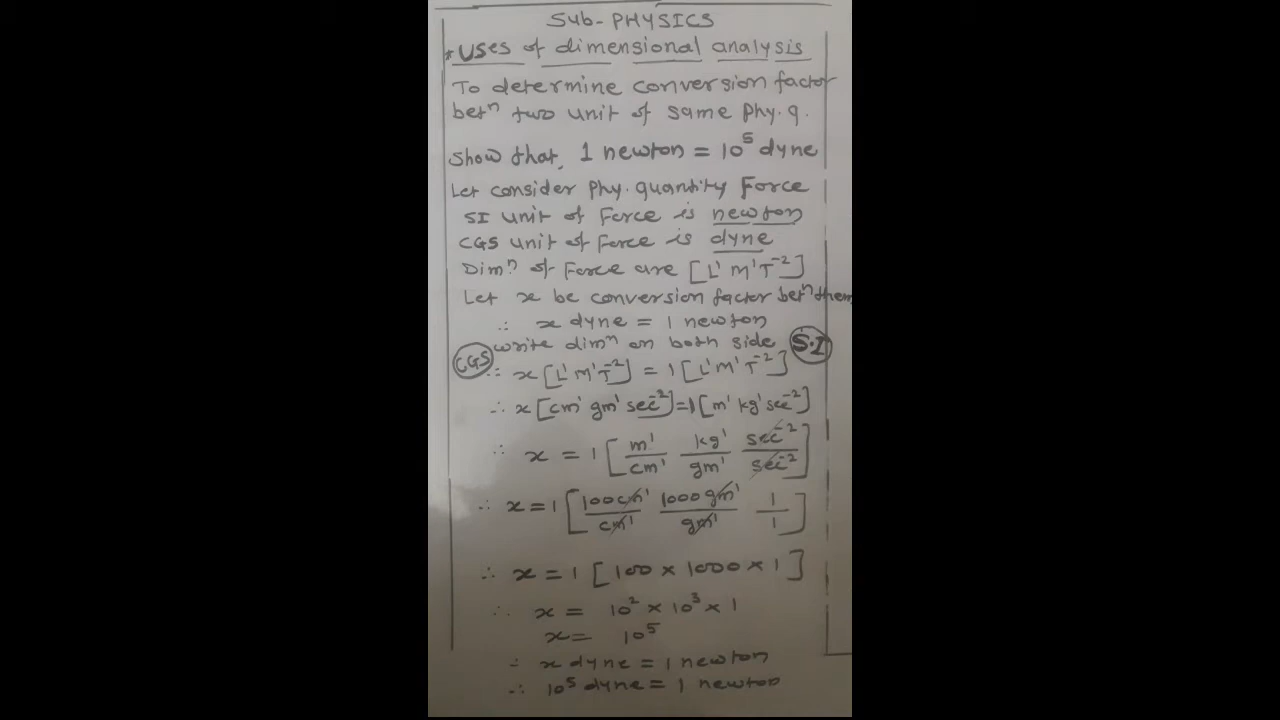 Sub- PHYSICS
* Uses of dimensional analysis
To determine conversion factor
betⁿ two unit of same phy. q.
Show that, 1 newton = 10⁵ dyne
Let consider phy. quantity Force
SI unit of Force is newton
CGS unit of Force is dyne
Dimⁿ of Force are [L¹ M¹ T⁻²]
Let x be conversion factor betⁿ them
∴ x dyne = 1 newton
write dimⁿ on both side
CGS S.I
∴ x [L¹ M¹ T⁻²] = 1 [L¹ M¹ T⁻²]
∴ x [cm¹ gm¹ sec⁻²] = 1 [m¹ kg¹ sec⁻²]
∴ x = 1 [m¹/cm¹ kg¹/gm¹ sec⁻²/sec⁻²]
∴ x = 1 [100cm¹/cm¹ 1000gm¹/gm¹ 1/1]
∴ x = 1 [100 × 1000 × 1]
∴ x = 10² × 10³ × 1
x = 10⁵
∴ x dyne = 1 newton
∴ 10⁵ dyne = 1 newton